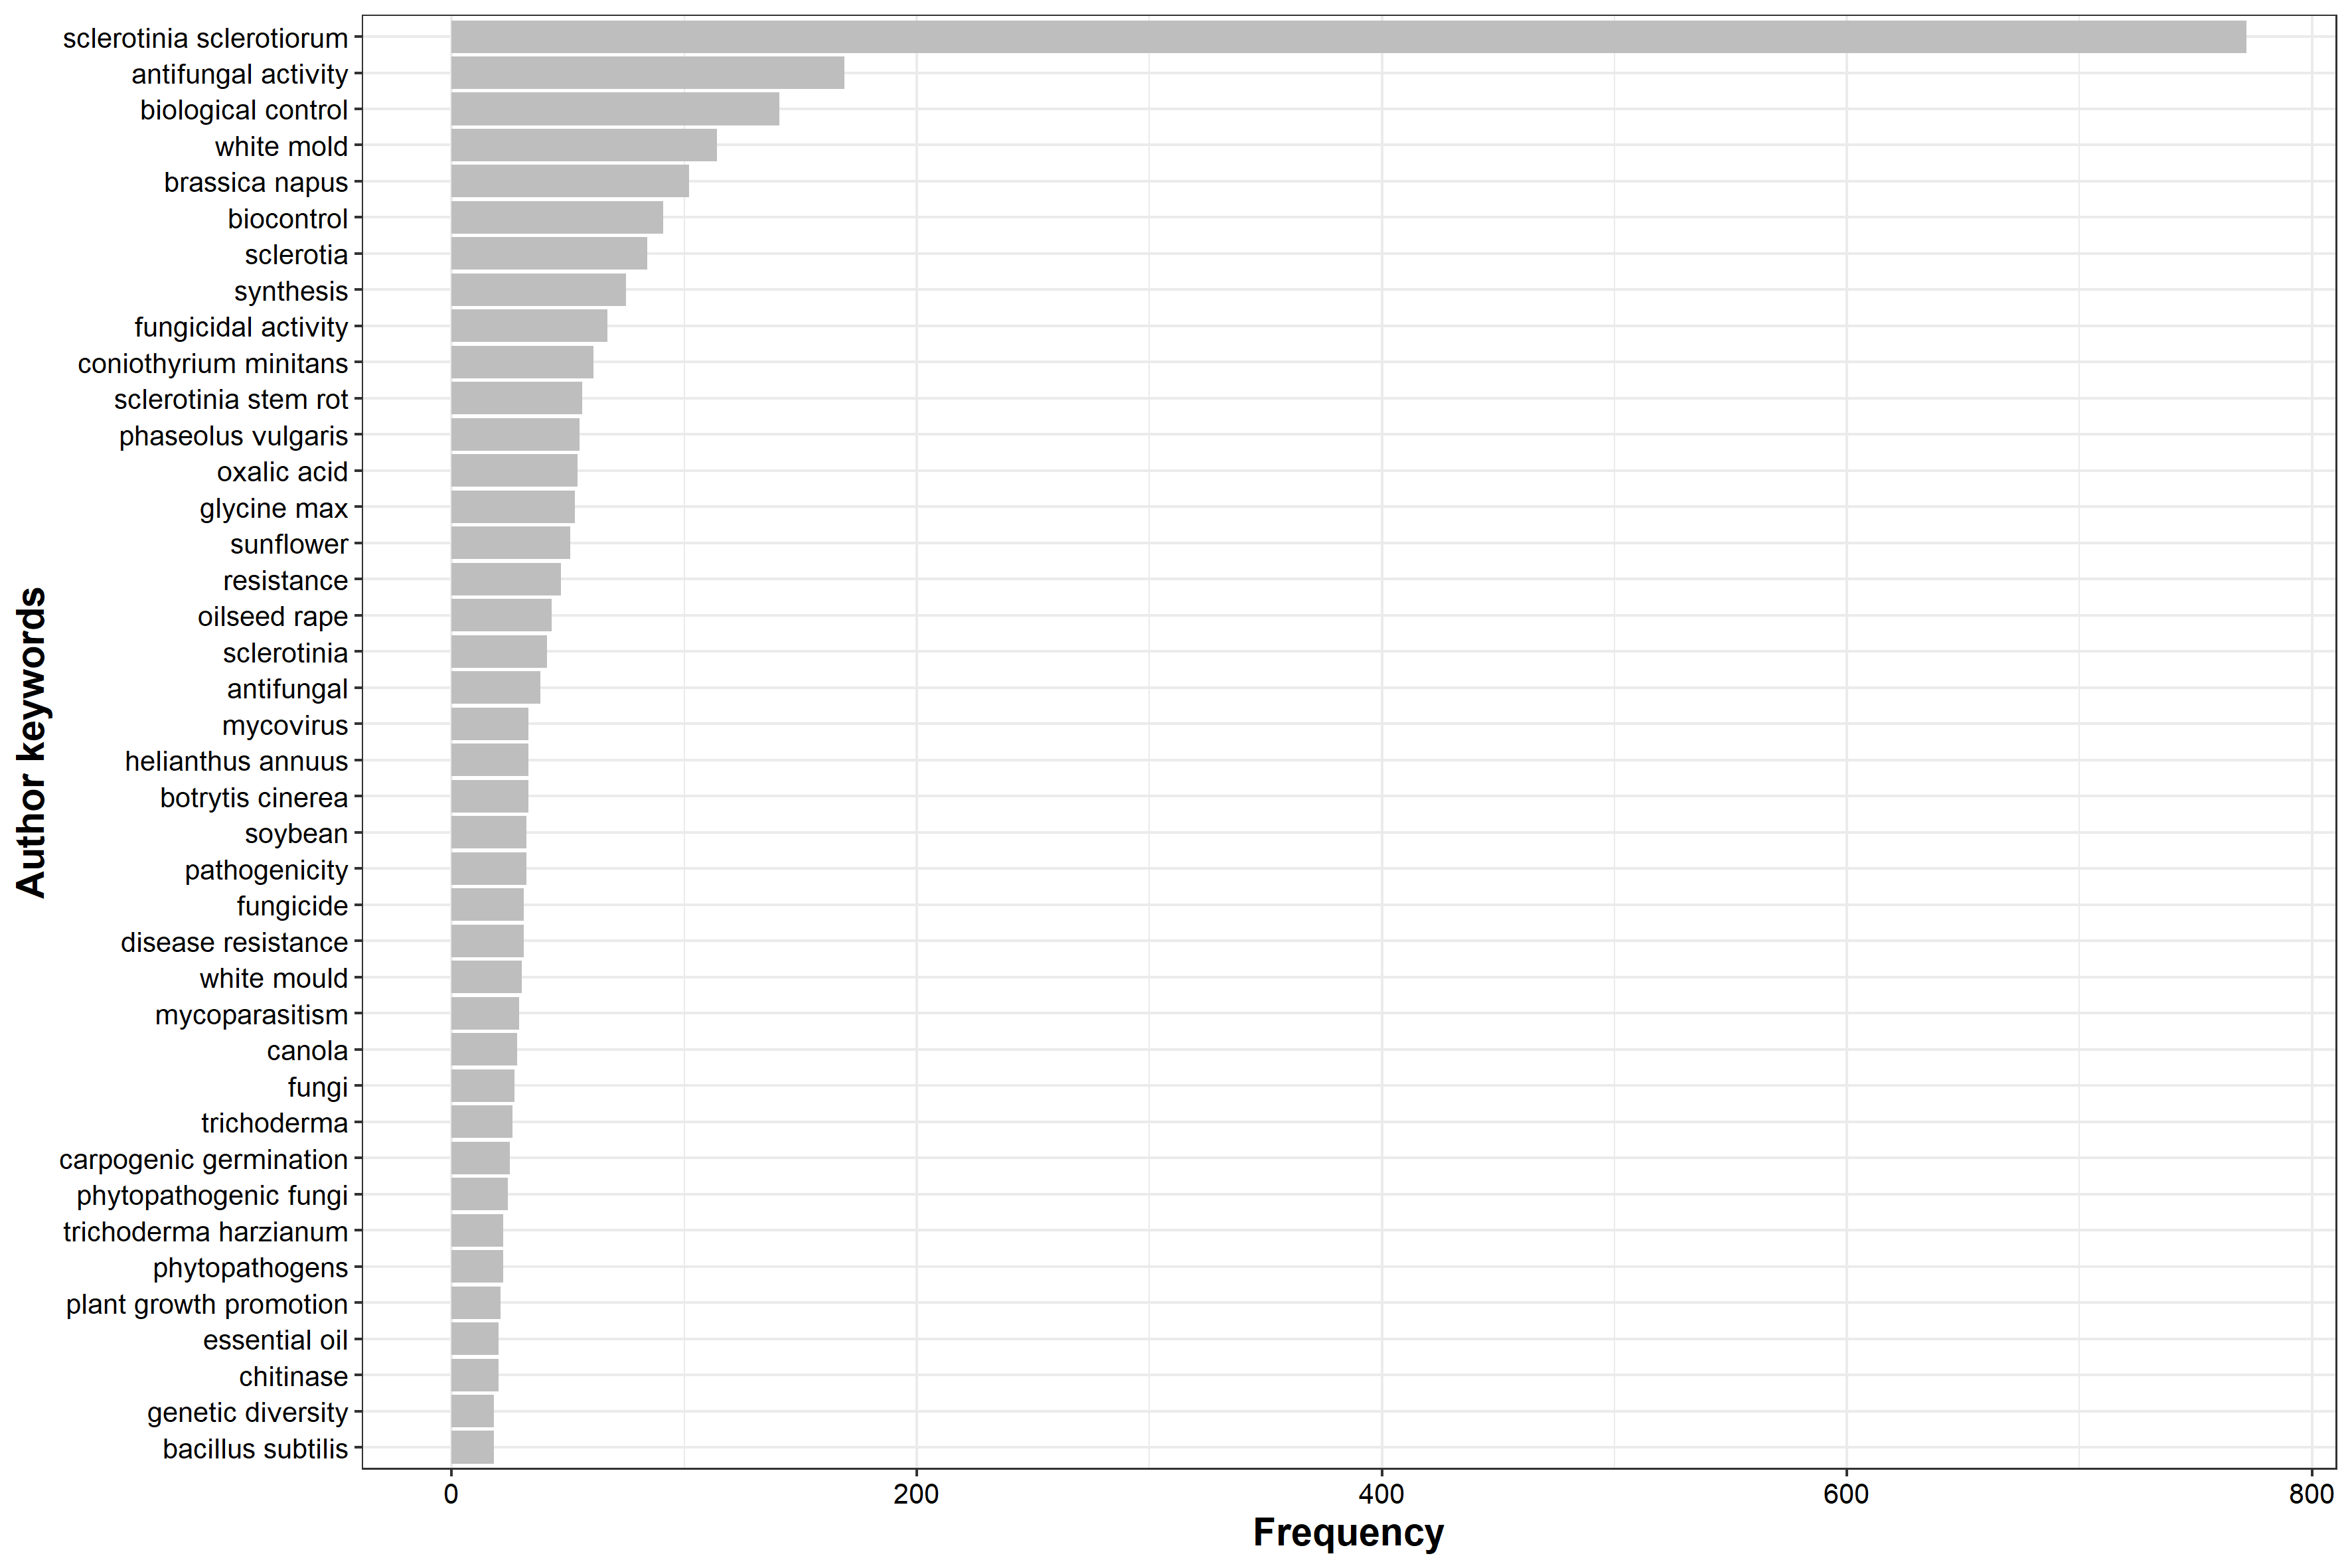 sclerotinia sclerotiorum
antifungal activity
biological control
white mold
brassica napus
biocontrol
sclerotia
synthesis
fungicidal activity
coniothyrium minitans
sclerotinia stem rot
phaseolus vulgaris
oxalic acid
glycine max
sunflower
resistance
oilseed rape
sclerotinia
antifungal
mycovirus
helianthus annuus
botrytis cinerea
soybean
pathogenicity
fungicide
disease resistance
white mould
mycoparasitism
canola
fungi
trichoderma
carpogenic germination
phytopathogenic fungi
trichoderma harzianum
phytopathogens
plant growth promotion
essential oil
chitinase
genetic diversity
bacillus subtilis
Author keywords
0 200 400 600 800
Frequency